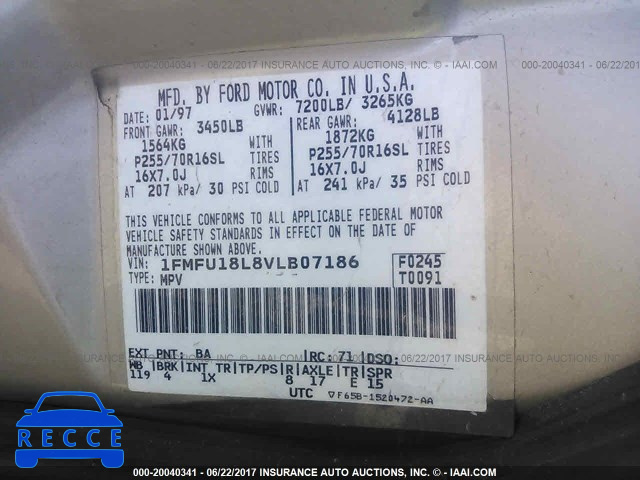 000-20040341 - 06/22/2017 INSURANCE AUTO AUCTIONS, INC. - © IAAI.COM
MFD. BY FORD MOTOR CO. IN U.S.A.
DATE: 01/97 GVWR: 7200LB/ 3265KG
FRONT GAWR: 3450LB REAR GAWR: 4128LB
1564KG WITH 1872KG WITH
P255/70R16SL TIRES P255/70R16SL TIRES
16X7.0J RIMS 16X7.0J RIMS
AT 207 kPa/ 30 PSI COLD AT 241 kPa/ 35 PSI COLD
THIS VEHICLE CONFORMS TO ALL APPLICABLE FEDERAL MOTOR
VEHICLE SAFETY STANDARDS IN EFFECT ON THE DATE OF
MANUFACTURE SHOWN ABOVE.
VIN: 1FMFU18L8VLB07186 F0245
TYPE: MPV T0091
EXT PNT: BA RC: 71 DSO:
WB BRK INT TR TP/PS R AXLE TR SPR
119 4 1X 8 17 E 15
UTC ▽F65B-1520472-AA
RECCE
000-20040341 - 06/22/2017 INSURANCE AUTO AUCTIONS, INC. - © IAAI.COM